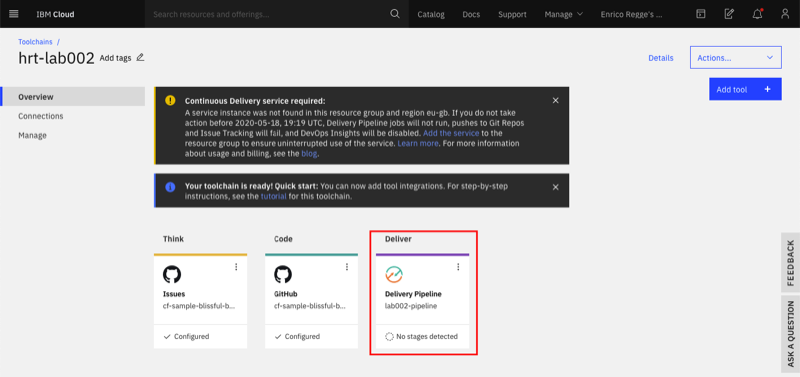 IBM Cloud
Search resources and offerings...
Catalog
Docs
Support
Manage
Enrico Regge's ...
Toolchains /
hrt-lab002
Add tags
Details
Actions...
Add tool +
Overview
Connections
Manage
Continuous Delivery service required:
A service instance was not found in this resource group and region eu-gb. If you do not take
action before 2020-05-18, 19:19 UTC, Delivery Pipeline jobs will not run, pushes to Git Repos
and Issue Tracking will fail, and DevOps Insights will be disabled. Add the service to the
resource group to ensure uninterrupted use of the service. Learn more. For more information
about usage and billing, see the blog.
Your toolchain is ready! Quick start: You can now add tool integrations. For step-by-step
instructions, see the tutorial for this toolchain.
Think
Issues
cf-sample-blissful-b...
Configured
Code
GitHub
cf-sample-blissful-b...
Configured
Deliver
Delivery Pipeline
lab002-pipeline
No stages detected
FEEDBACK
ASK A QUESTION